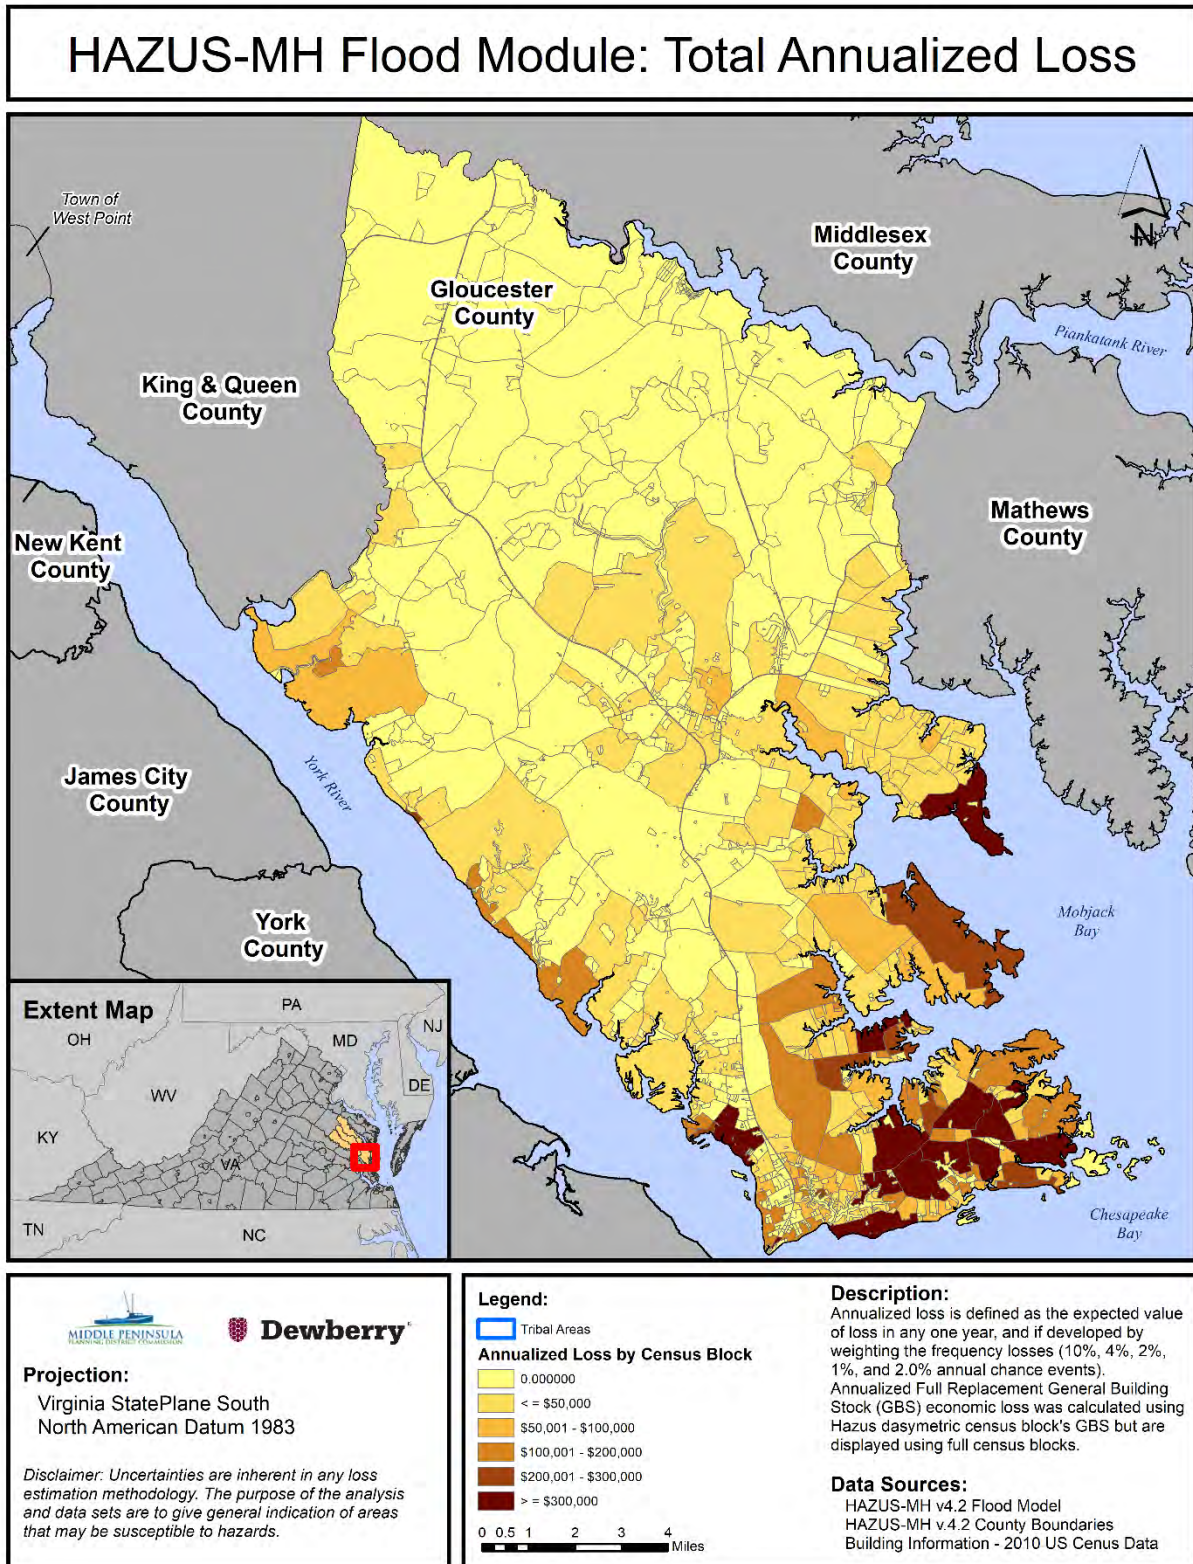 HAZUS-MH Flood Module: Total Annualized Loss
Town of
West Point
Middlesex
County
N
Gloucester
County
Piankatank River
King & Queen
County
Mathews
County
New Kent
County
James City
County
York River
York
County
Mobjack
Bay
Chesapeake
Bay
Extent Map
PA
OH
NJ
MD
DE
WV
KY
VA
TN
NC
MIDDLE PENINSULA
PLANNING DISTRICT COMMISSION
Dewberry
Projection:
Virginia StatePlane South
North American Datum 1983
Disclaimer: Uncertainties are inherent in any loss
estimation methodology. The purpose of the analysis
and data sets are to give general indication of areas
that may be susceptible to hazards.
Legend:
Tribal Areas
Annualized Loss by Census Block
0.000000
< = $50,000
$50,001 - $100,000
$100,001 - $200,000
$200,001 - $300,000
> = $300,000
0 0.5 1 2 3 4
Miles
Description:
Annualized loss is defined as the expected value
of loss in any one year, and if developed by
weighting the frequency losses (10%, 4%, 2%,
1%, and 2.0% annual chance events).
Annualized Full Replacement General Building
Stock (GBS) economic loss was calculated using
Hazus dasymetric census block's GBS but are
displayed using full census blocks.
Data Sources:
HAZUS-MH v4.2 Flood Model
HAZUS-MH v.4.2 County Boundaries
Building Information - 2010 US Cenus Data